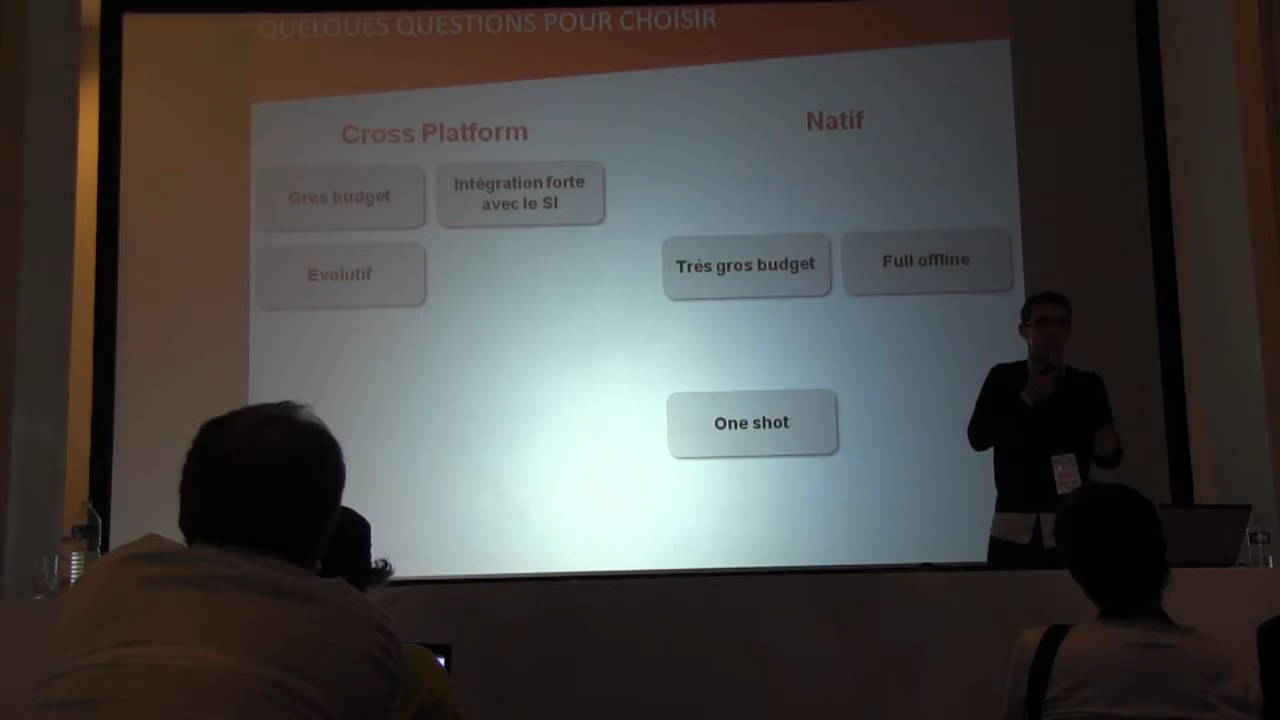 QUELQUES QUESTIONS POUR CHOISIR
Cross Platform
Natif
Gros budget
Intégration forte
avec le SI
Evolutif
Très gros budget
Full offline
One shot